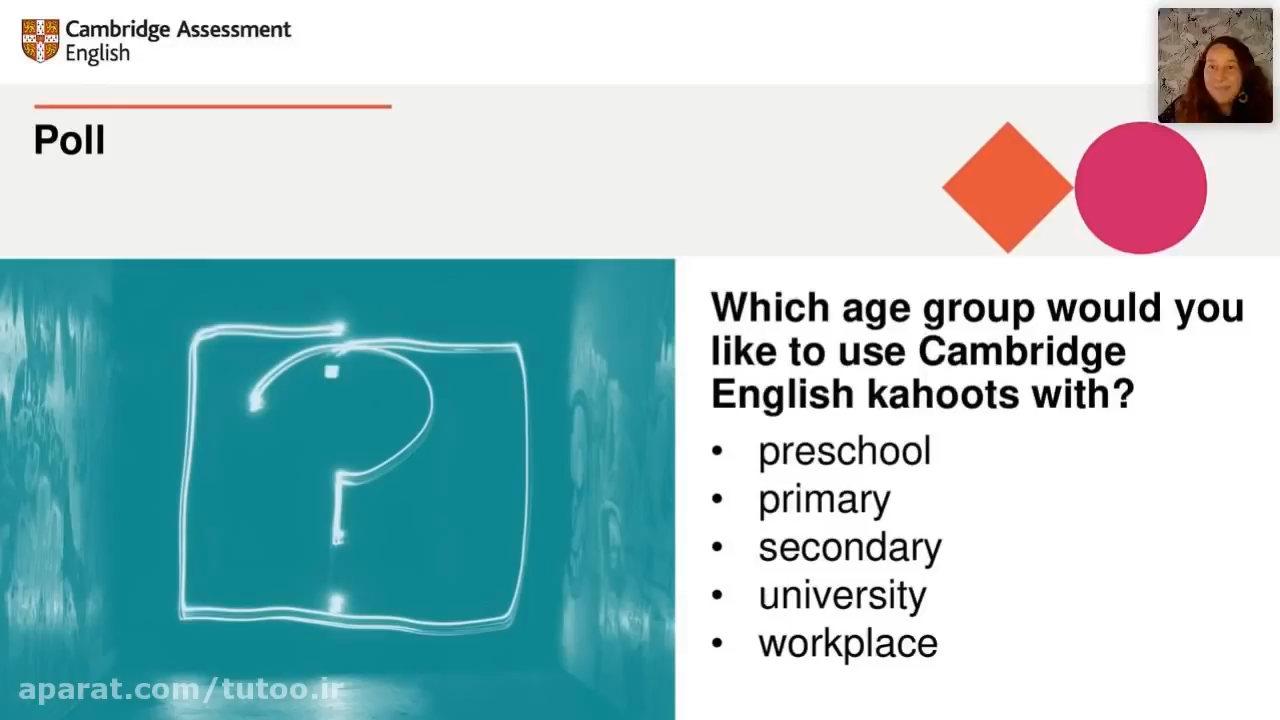 Cambridge Assessment
English
Poll
Which age group would you
like to use Cambridge
English kahoots with?
• preschool
• primary
• secondary
• university
• workplace
aparat.com/tutoo.ir